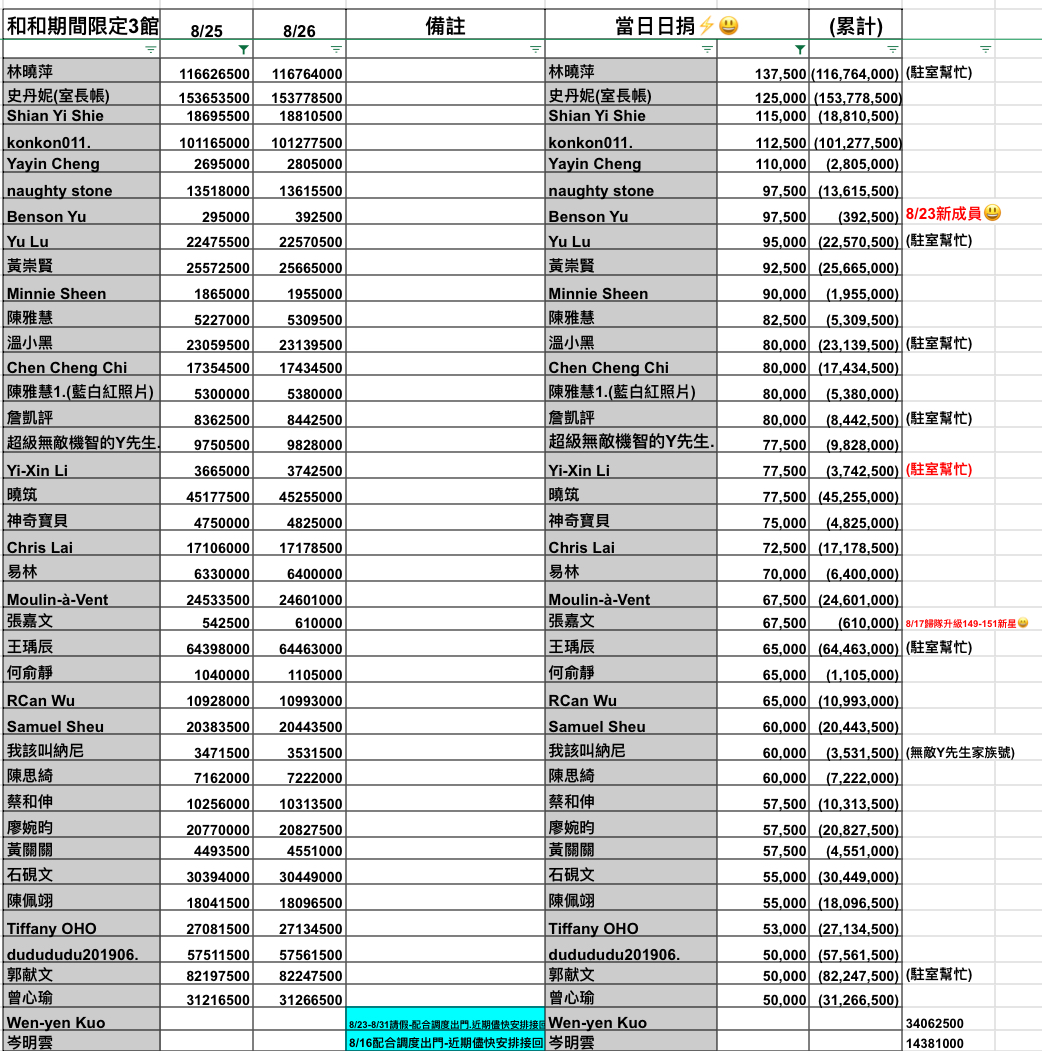 和和期間限定3館 8/25 8/26 備註 當日日捐⚡😃 (累計)
林曉萍 116626500 116764000 林曉萍 137,500 (116,764,000) (駐室幫忙)
史丹妮(室長帳) 153653500 153778500 史丹妮(室長帳) 125,000 (153,778,500)
Shian Yi Shie 18695500 18810500 Shian Yi Shie 115,000 (18,810,500)
konkon011. 101165000 101277500 konkon011. 112,500 (101,277,500)
Yayin Cheng 2695000 2805000 Yayin Cheng 110,000 (2,805,000)
naughty stone 13518000 13615500 naughty stone 97,500 (13,615,500)
Benson Yu 295000 392500 Benson Yu 97,500 (392,500) 8/23新成員😃
Yu Lu 22475500 22570500 Yu Lu 95,000 (22,570,500) (駐室幫忙)
黃崇賢 25572500 25665000 黃崇賢 92,500 (25,665,000)
Minnie Sheen 1865000 1955000 Minnie Sheen 90,000 (1,955,000)
陳雅慧 5227000 5309500 陳雅慧 82,500 (5,309,500)
溫小黑 23059500 23139500 溫小黑 80,000 (23,139,500) (駐室幫忙)
Chen Cheng Chi 17354500 17434500 Chen Cheng Chi 80,000 (17,434,500)
陳雅慧1.(藍白紅照片) 5300000 5380000 陳雅慧1.(藍白紅照片) 80,000 (5,380,000)
詹凱評 8362500 8442500 詹凱評 80,000 (8,442,500) (駐室幫忙)
超級無敵機智的Y先生. 9750500 9828000 超級無敵機智的Y先生. 77,500 (9,828,000)
Yi-Xin Li 3665000 3742500 Yi-Xin Li 77,500 (3,742,500) (駐室幫忙)
曉筑 45177500 45255000 曉筑 77,500 (45,255,000)
神奇寶貝 4750000 4825000 神奇寶貝 75,000 (4,825,000)
Chris Lai 17106000 17178500 Chris Lai 72,500 (17,178,500)
易林 6330000 6400000 易林 70,000 (6,400,000)
Moulin-à-Vent 24533500 24601000 Moulin-à-Vent 67,500 (24,601,000)
張嘉文 542500 610000 張嘉文 67,500 (610,000) 8/17歸隊升級149-151新星😃
王瑀辰 64398000 64463000 王瑀辰 65,000 (64,463,000) (駐室幫忙)
何俞靜 1040000 1105000 何俞靜 65,000 (1,105,000)
RCan Wu 10928000 10993000 RCan Wu 65,000 (10,993,000)
Samuel Sheu 20383500 20443500 Samuel Sheu 60,000 (20,443,500)
我該叫納尼 3471500 3531500 我該叫納尼 60,000 (3,531,500) (無敵Y先生家族號)
陳思綺 7162000 7222000 陳思綺 60,000 (7,222,000)
蔡和伸 10256000 10313500 蔡和伸 57,500 (10,313,500)
廖婉昀 20770000 20827500 廖婉昀 57,500 (20,827,500)
黃關關 4493500 4551000 黃關關 57,500 (4,551,000)
石硯文 30394000 30449000 石硯文 55,000 (30,449,000)
陳佩翊 18041500 18096500 陳佩翊 55,000 (18,096,500)
Tiffany OHO 27081500 27134500 Tiffany OHO 53,000 (27,134,500)
dudududu201906. 57511500 57561500 dudududu201906. 50,000 (57,561,500)
郭献文 82197500 82247500 郭献文 50,000 (82,247,500) (駐室幫忙)
曾心瑜 31216500 31266500 曾心瑜 50,000 (31,266,500)
Wen-yen Kuo 8/23-8/31請假-配合調度出門.近期儘快安排接回 Wen-yen Kuo 34062500
岑明雲 8/16配合調度出門-近期儘快安排接回 岑明雲 14381000